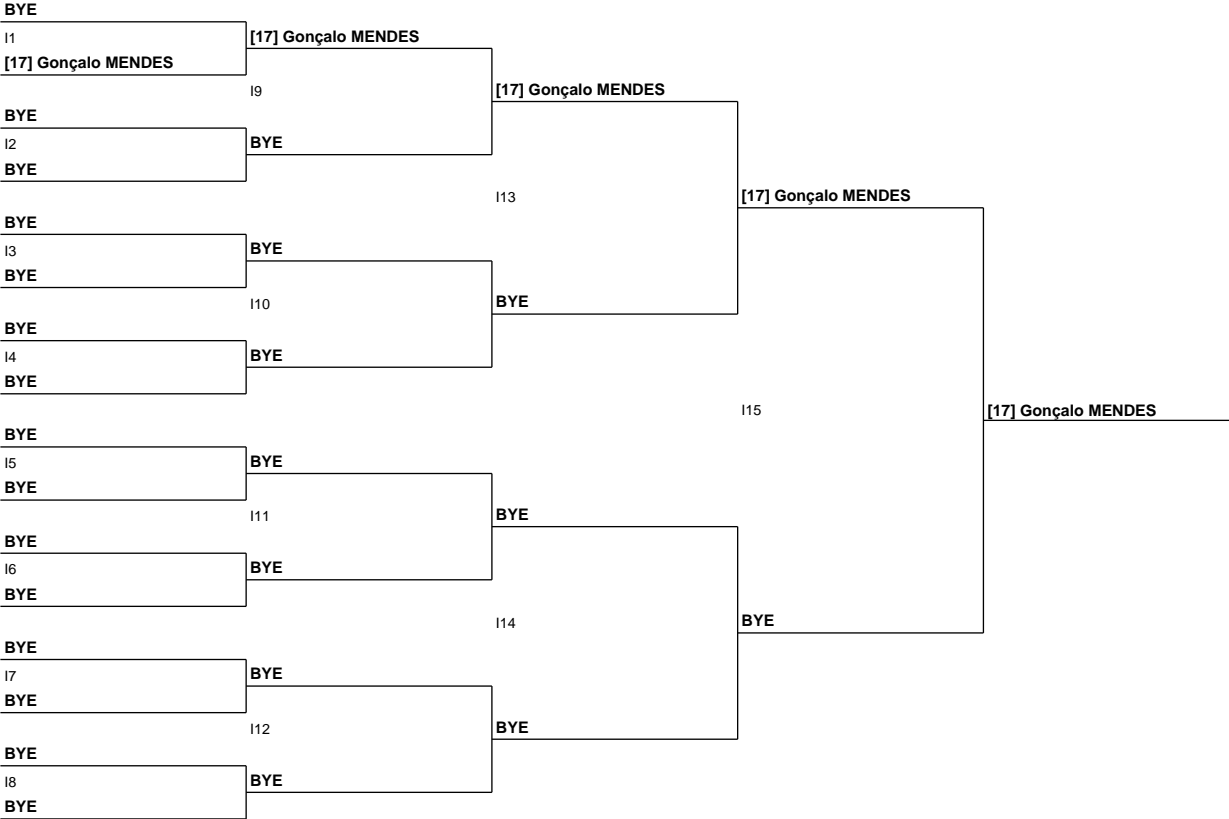 BYE
I1
[17] Gonçalo MENDES
BYE
I2
BYE
BYE
I3
BYE
BYE
I4
BYE
BYE
I5
BYE
BYE
I6
BYE
BYE
I7
BYE
BYE
I8
BYE
[17] Gonçalo MENDES
I9
BYE
BYE
I10
BYE
BYE
I11
BYE
BYE
I12
BYE
[17] Gonçalo MENDES
I13
BYE
BYE
I14
BYE
[17] Gonçalo MENDES
I15
BYE
[17] Gonçalo MENDES